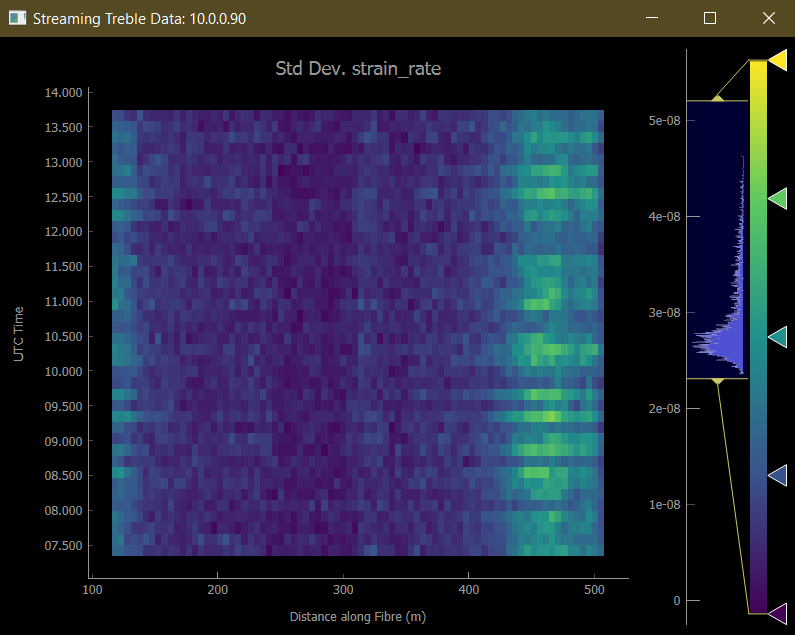 Streaming Treble Data: 10.0.0.90
Std Dev. strain_rate
14.000
13.500
13.000
12.500
12.000
11.500
11.000
10.500
10.000
09.500
09.000
08.500
08.000
07.500
UTC Time
100 200 300 400 500
Distance along Fibre (m)
5e-08
4e-08
3e-08
2e-08
1e-08
0